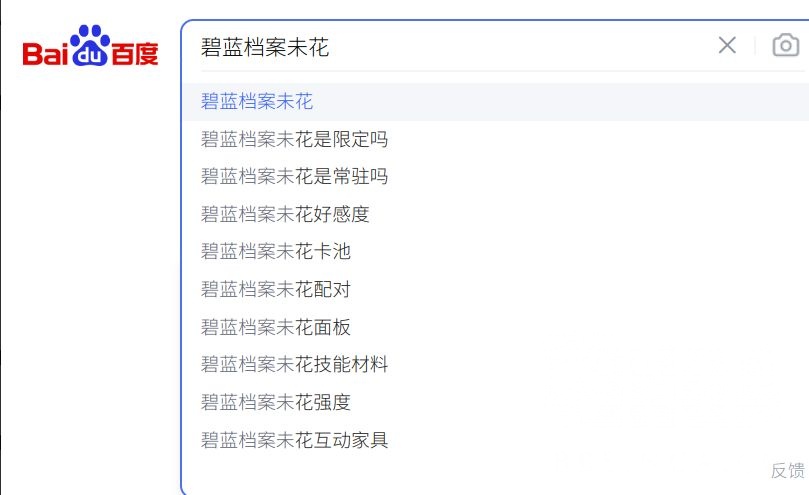 Bai du 百度
碧蓝档案未花
碧蓝档案未花
碧蓝档案未花是限定吗
碧蓝档案未花是常驻吗
碧蓝档案未花好感度
碧蓝档案未花卡池
碧蓝档案未花配对
碧蓝档案未花面板
碧蓝档案未花技能材料
碧蓝档案未花强度
碧蓝档案未花互动家具
反馈